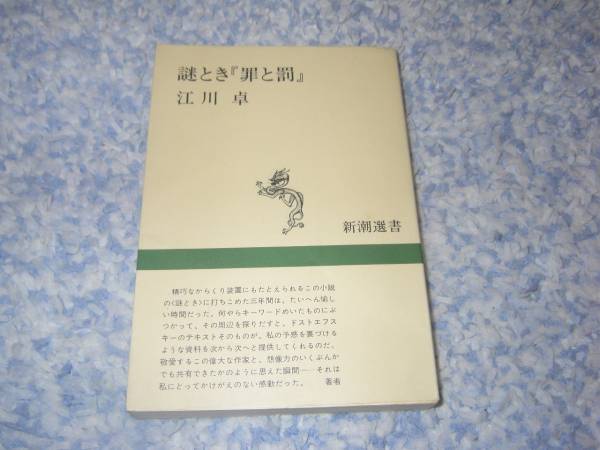 謎とき『罪と罰』
江川 卓
新潮選書
精巧なからくり装置にもたとえられるこの小説
の〈謎とき〉に打ちこめた三年間は、たいへん愉し
い時間だった。何やらキーワードめいたものにぶ
つかって、その周辺を探りだすと、ドストエフス
キーのテキストそのものが、私の予感を裏づける
ような資料を次から次へと提供してくれるのだ。
敬愛するこの偉大な作家と、想像力のいくぶんか
でも共有できたかのように思えた瞬間――それは
私にとってかけがえのない感動だった。 著者